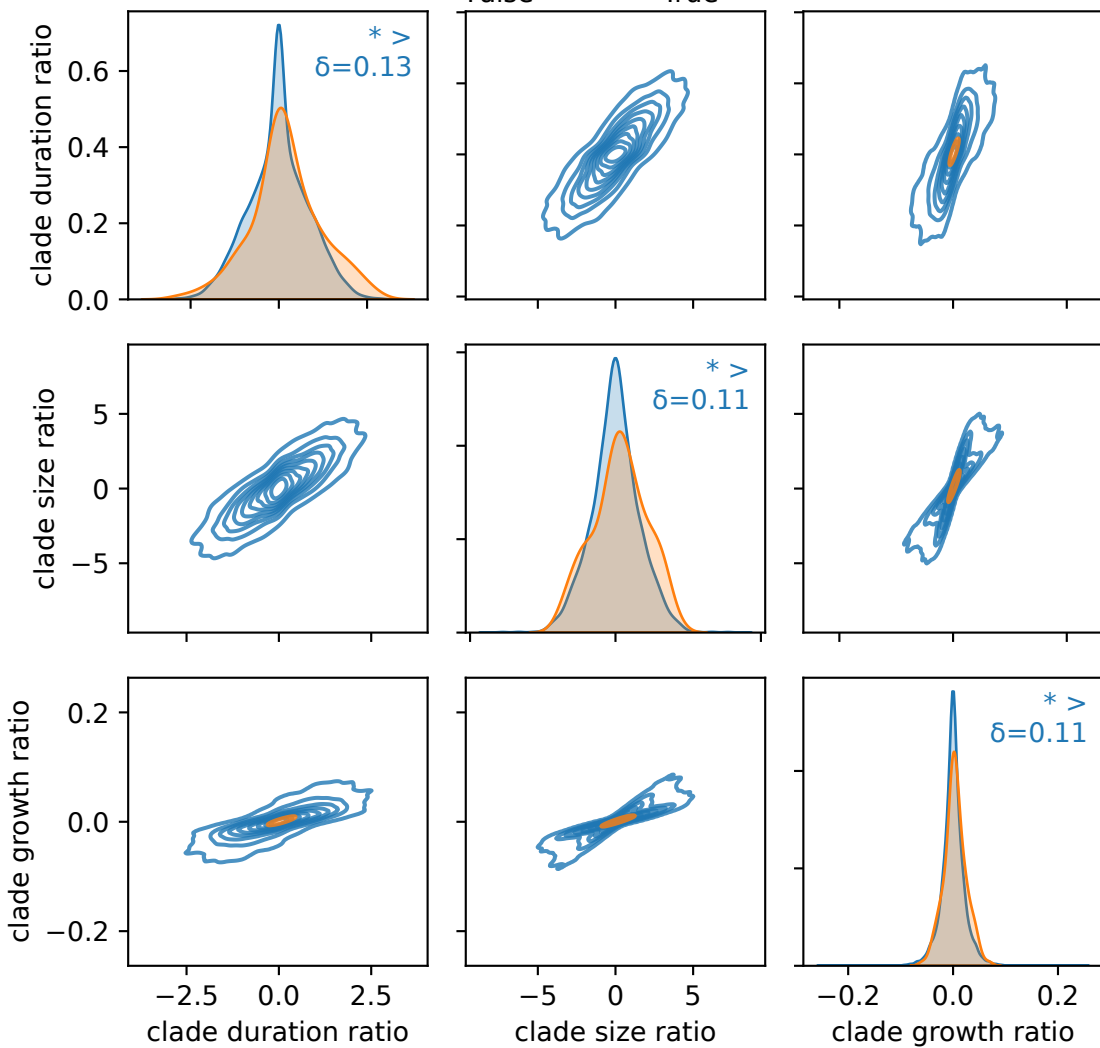 clade duration ratio
0.6
0.4
0.2
0.0
* >
δ=0.13
clade size ratio
5
0
−5
* >
δ=0.11
clade growth ratio
0.2
0.0
−0.2
* >
δ=0.11
−2.5 0.0 2.5
−5 0 5
−0.2 0.0 0.2
clade duration ratio
clade size ratio
clade growth ratio